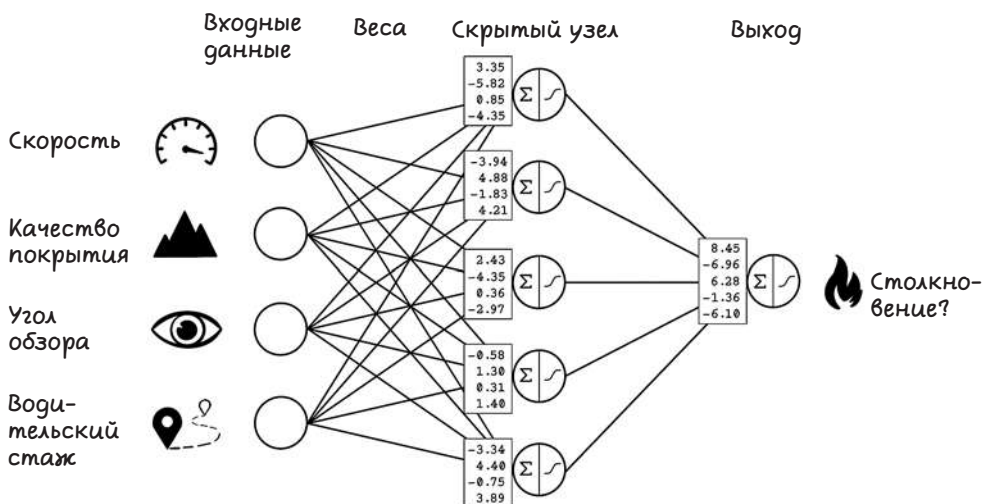 Входные
данные
Веса
Скрытый узел
Выход
Скорость
Качество
покрытия
Угол
обзора
Води-
тельский
стаж
3.35
-5.82
0.85
-4.35
Σ
-3.94
4.88
-1.83
4.21
Σ
2.43
-4.35
0.36
-2.97
Σ
-0.58
1.30
0.31
1.40
Σ
-3.34
4.40
-0.75
3.89
Σ
8.45
-6.96
6.28
-1.36
-6.10
Σ
Столкно-
вение?